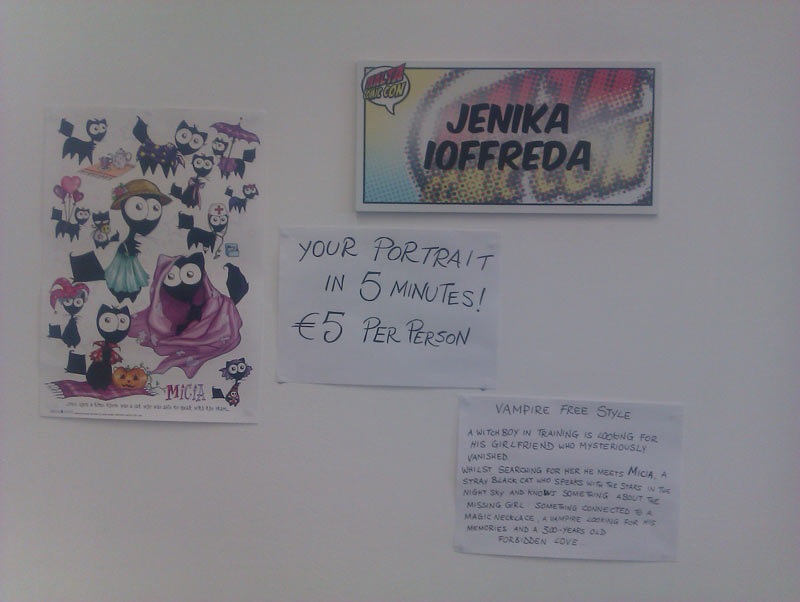 MALTA
COMIC CON
JENIKA
IOFFREDA
YOUR PORTRAIT
IN 5 MINUTES!
€5 PER PERSON
MiCiA
VAMPIRE FREE STYLE
A WITCH BOY IN TRAINING IS LOOKING FOR
HIS GIRLFRIEND WHO MYSTERIOUSLY
VANISHED.
WHILST SEARCHING FOR HER HE MEETS MICIA, A
STRAY BLACK CAT WHO SPEAKS WITH THE STARS IN THE
NIGHT SKY AND KNOWS SOMETHING ABOUT THE
MISSING GIRL. SOMETHING CONNECTED TO A
MAGIC NECKLACE, A VAMPIRE LOOKING FOR HIS
MEMORIES AND A 300-YEARS OLD
FORBIDDEN LOVE...